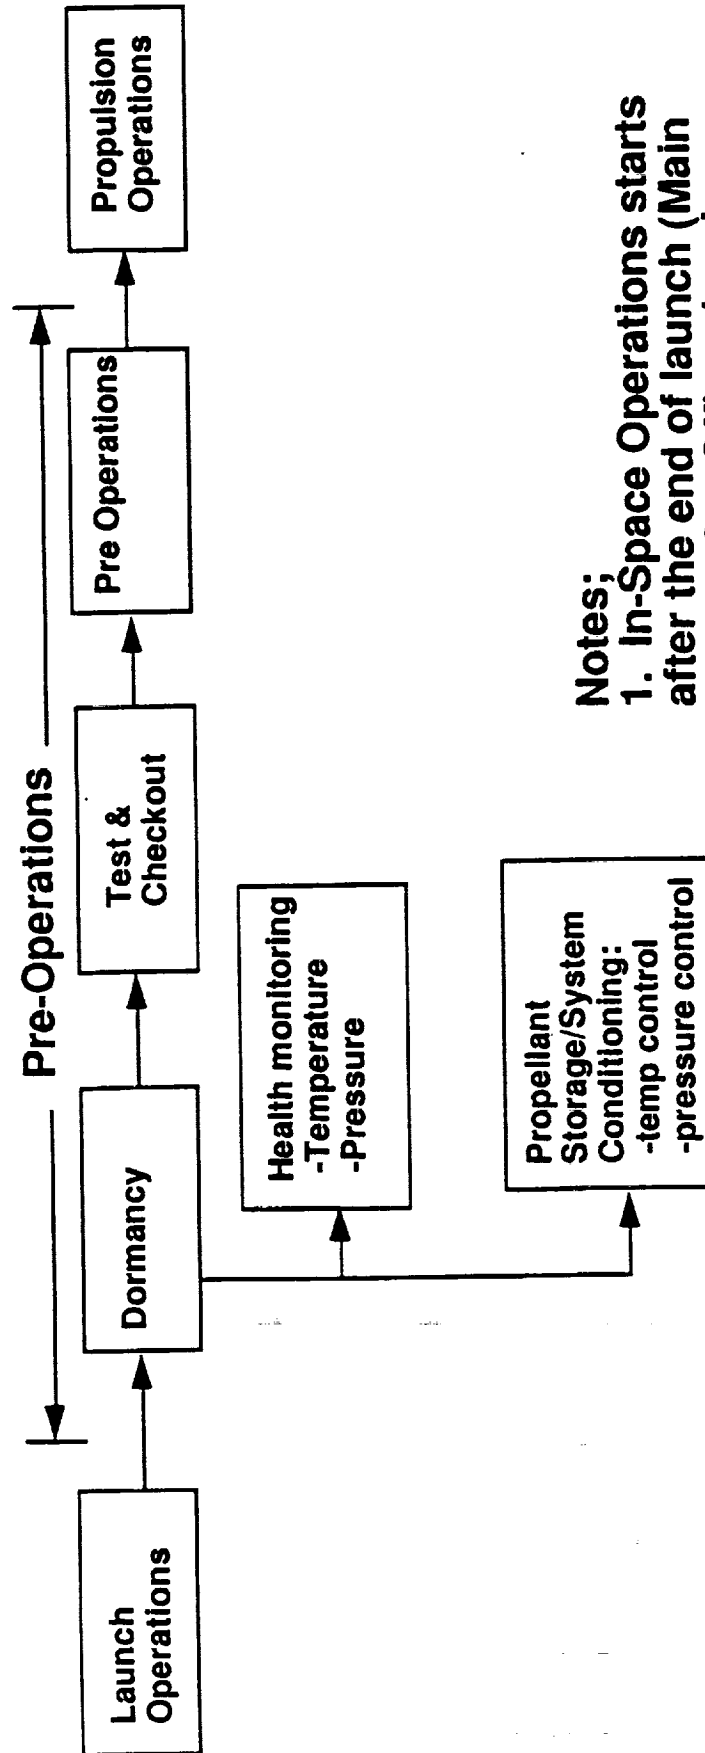 Pre-Operations
Launch
Operations
Dormancy
Test &
Checkout
Pre Operations
Propulsion
Operations
Health monitoring
-Temperature
-Pressure
Propellant
Storage/System
Conditioning:
-temp control
-pressure control
Notes;
1. In-Space Operations starts
after the end of launch (Main